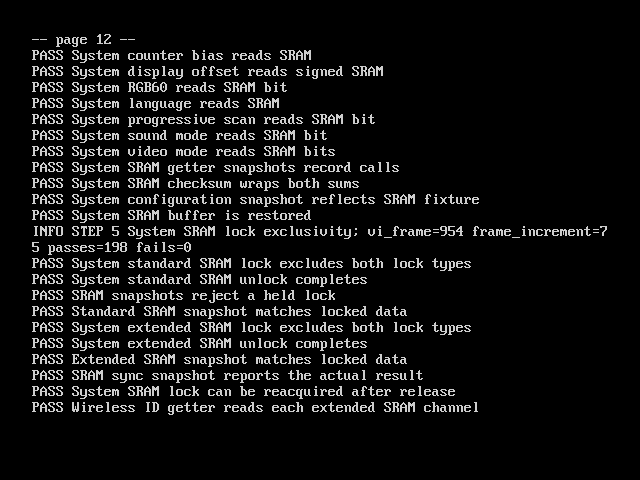 -- page 12 --
PASS System counter bias reads SRAM
PASS System display offset reads signed SRAM
PASS System RGB60 reads SRAM bit
PASS System language reads SRAM
PASS System progressive scan reads SRAM bit
PASS System sound mode reads SRAM bit
PASS System video mode reads SRAM bits
PASS System SRAM getter snapshots record calls
PASS System SRAM checksum wraps both sums
PASS System configuration snapshot reflects SRAM fixture
PASS System SRAM buffer is restored
INFO STEP 5 System SRAM lock exclusivity; vi_frame=954 frame_increment=7
5 passes=198 fails=0
PASS System standard SRAM lock excludes both lock types
PASS System standard SRAM unlock completes
PASS SRAM snapshots reject a held lock
PASS Standard SRAM snapshot matches locked data
PASS System extended SRAM lock excludes both lock types
PASS System extended SRAM unlock completes
PASS Extended SRAM snapshot matches locked data
PASS SRAM sync snapshot reports the actual result
PASS System SRAM lock can be reacquired after release
PASS Wireless ID getter reads each extended SRAM channel